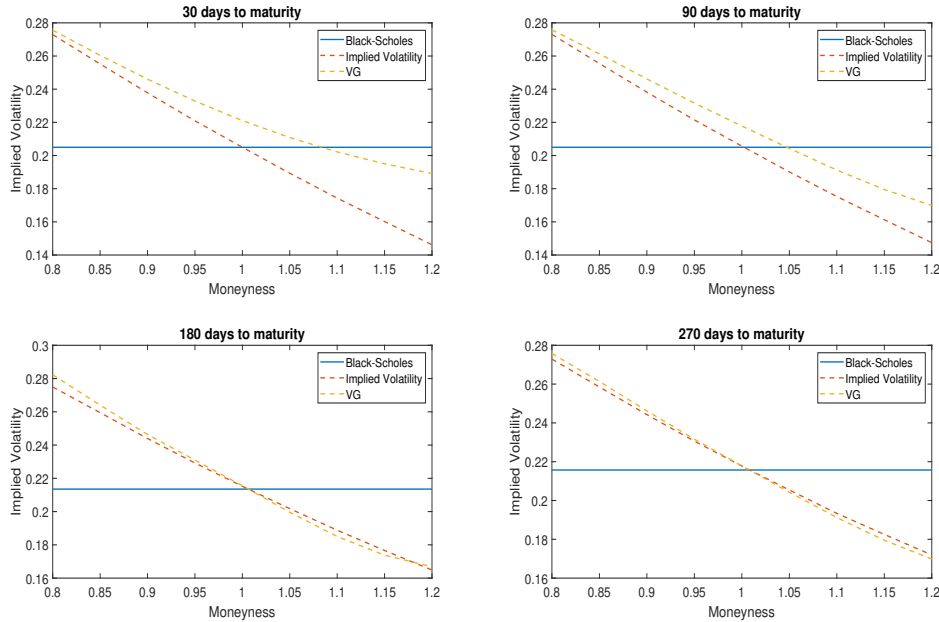 30 days to maturity
0.28
0.26
0.24
0.22
0.2
0.18
0.16
0.14
Implied Volatility
Black-Scholes
Implied Volatility
VG
0.8 0.85 0.9 0.95 1 1.05 1.1 1.15 1.2
Moneyness
90 days to maturity
0.28
0.26
0.24
0.22
0.2
0.18
0.16
0.14
Implied Volatility
Black-Scholes
Implied Volatility
VG
0.8 0.85 0.9 0.95 1 1.05 1.1 1.15 1.2
Moneyness
180 days to maturity
0.3
0.28
0.26
0.24
0.22
0.2
0.18
0.16
Implied Volatility
Black-Scholes
Implied Volatility
VG
0.8 0.85 0.9 0.95 1 1.05 1.1 1.15 1.2
Moneyness
270 days to maturity
0.28
0.26
0.24
0.22
0.2
0.18
0.16
Implied Volatility
Black-Scholes
Implied Volatility
VG
0.8 0.85 0.9 0.95 1 1.05 1.1 1.15 1.2
Moneyness